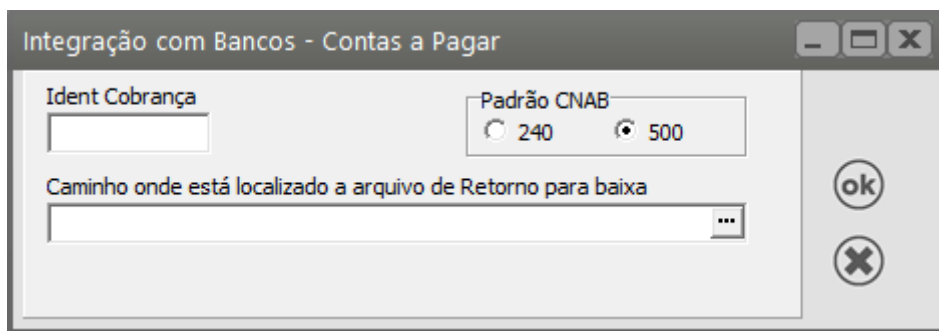 Integração com Bancos - Contas a Pagar
Ident Cobrança
Padrão CNAB
240 500
Caminho onde está localizado a arquivo de Retorno para baixa
...
ok